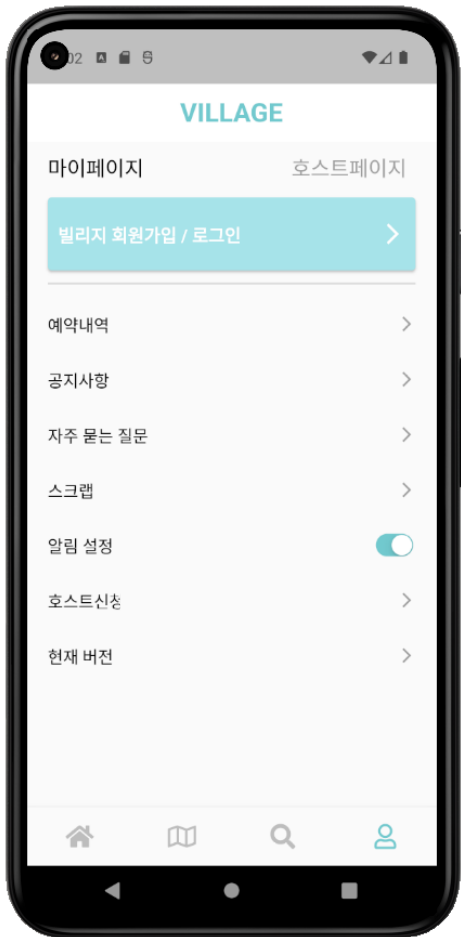 02
VILLAGE
마이페이지 호스트페이지
빌리지 회원가입 / 로그인
예약내역
공지사항
자주 묻는 질문
스크랩
알림 설정
호스트신청
현재 버전